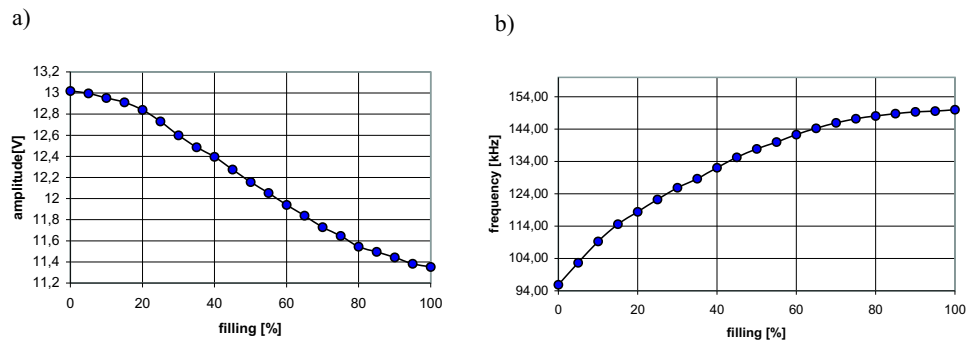 a)
13,2
13
12,8
12,6
12,4
12,2
12
11,8
11,6
11,4
11,2
amplitude[V]
0 20 40 60 80 100
filling [%]
b)
154,00
144,00
134,00
124,00
114,00
104,00
94,00
frequency [kHz]
0 20 40 60 80 100
filling [%]